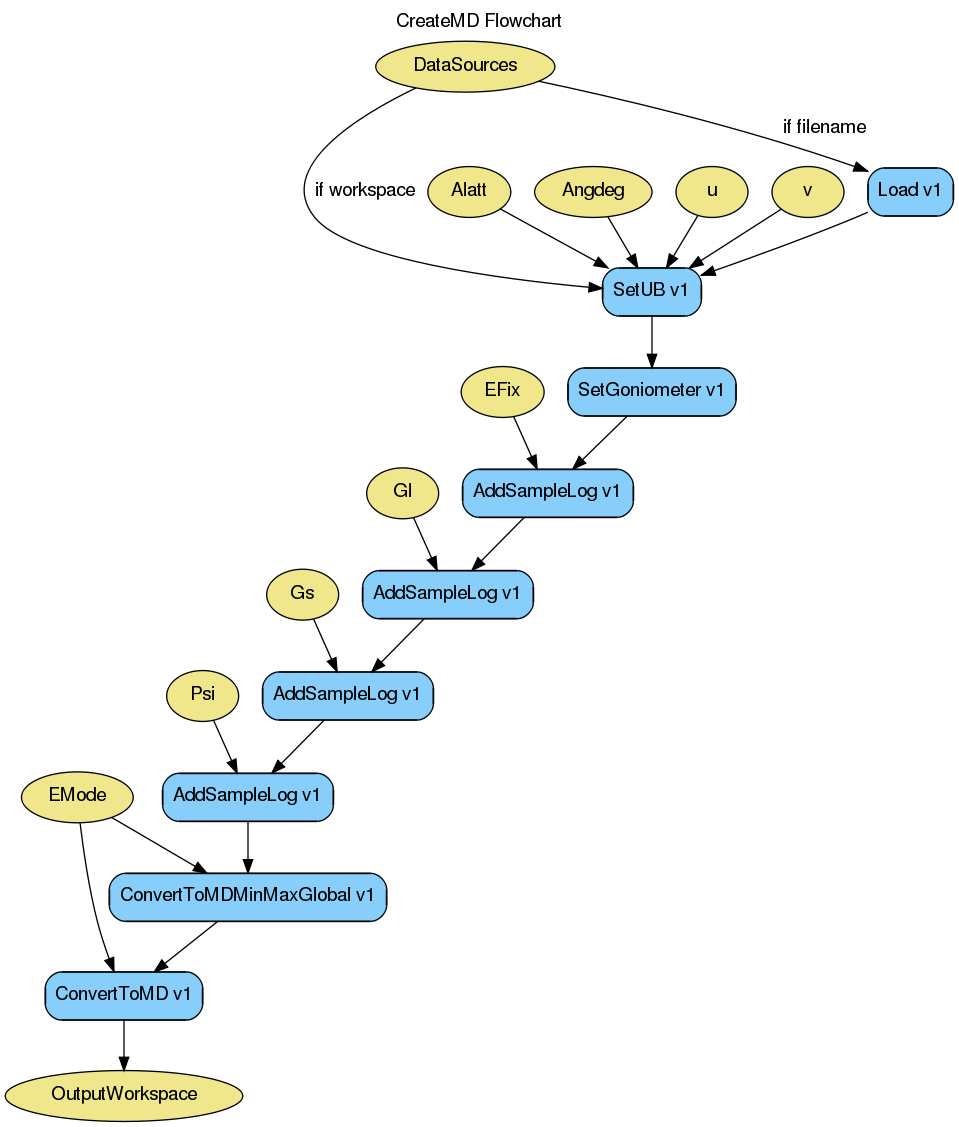 CreateMD Flowchart
DataSources
if filename
if workspace
Alatt
Angdeg
u
v
Load v1
SetUB v1
SetGoniometer v1
EFix
AddSampleLog v1
Gl
AddSampleLog v1
Gs
AddSampleLog v1
Psi
AddSampleLog v1
EMode
ConvertToMDMinMaxGlobal v1
ConvertToMD v1
OutputWorkspace